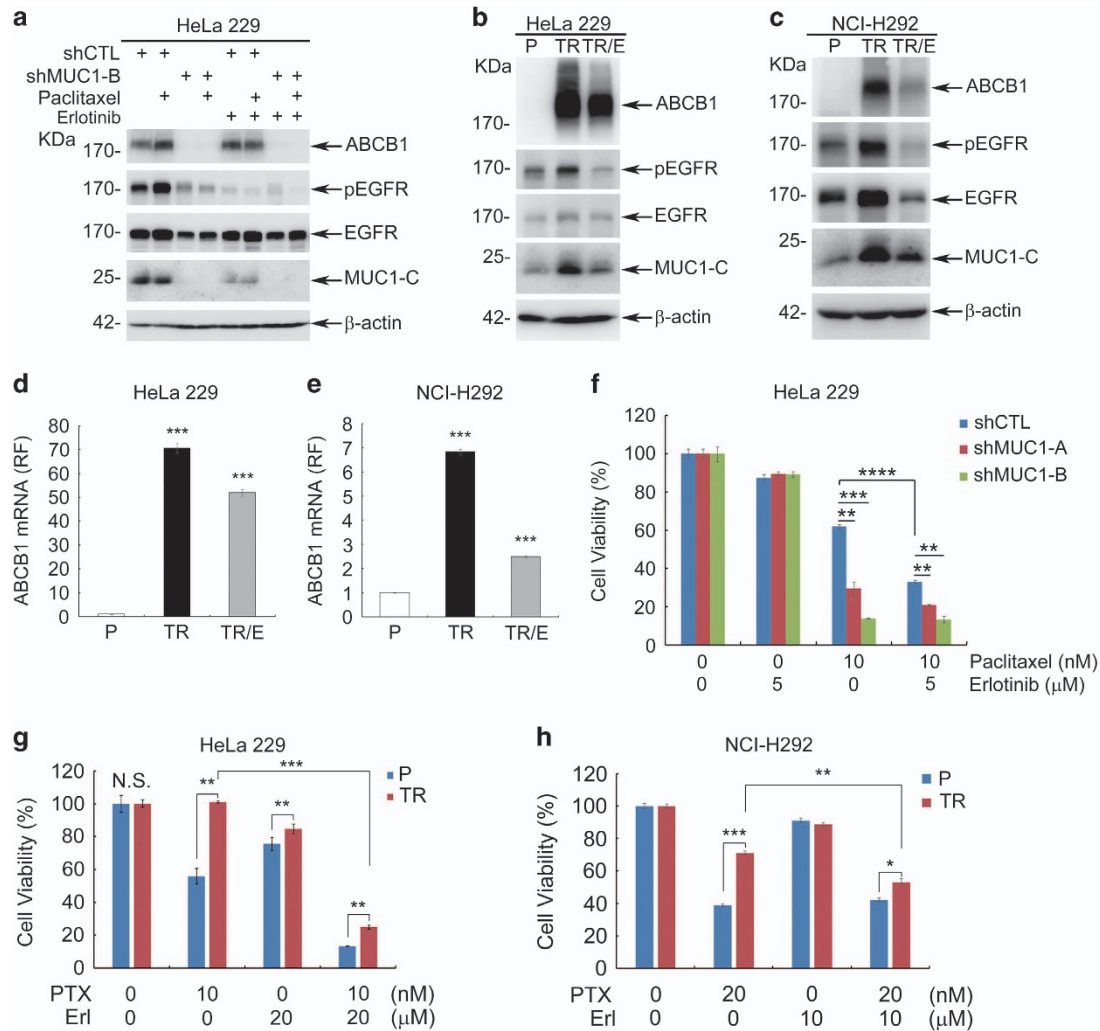 a
HeLa 229
shCTL + + + +
shMUC1-B + + + +
Paclitaxel + + + +
Erlotinib + + + +
KDa
170- ABCB1
170- pEGFR
170- EGFR
25- MUC1-C
42- β-actin
b
HeLa 229
P TR TR/E
KDa
170- ABCB1
170- pEGFR
170- EGFR
25- MUC1-C
42- β-actin
c
NCI-H292
P TR TR/E
KDa
170- ABCB1
170- pEGFR
170- EGFR
25- MUC1-C
42- β-actin
d
HeLa 229
ABCB1 mRNA (RF)
80
70
60
50
40
30
20
10
0
***
***
P TR TR/E
e
NCI-H292
ABCB1 mRNA (RF)
8
7
6
5
4
3
2
1
0
***
***
P TR TR/E
f
HeLa 229
Cell Viability (%)
120
100
80
60
40
20
0
shCTL
shMUC1-A
shMUC1-B
****
***
**
**
**
0 0 10 10 Paclitaxel (nM)
0 5 0 5 Erlotinib (μM)
g
HeLa 229
Cell Viability (%)
120
100
80
60
40
20
0
P
TR
N.S.
**
***
**
**
PTX 0 10 0 10 (nM)
Erl 0 0 20 20 (μM)
h
NCI-H292
Cell Viability (%)
120
100
80
60
40
20
0
P
TR
**
***
*
PTX 0 20 0 20 (nM)
Erl 0 0 10 10 (μM)